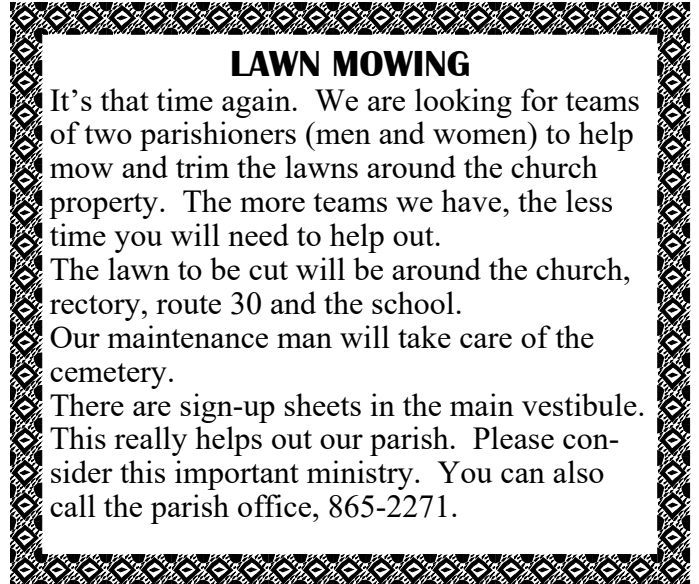 LAWN MOWING
It’s that time again.  We are looking for teams
of two parishioners (men and women) to help
mow and trim the lawns around the church
property.  The more teams we have, the less
time you will need to help out.
The lawn to be cut will be around the church,
rectory, route 30 and the school.
Our maintenance man will take care of the
cemetery.
There are sign-up sheets in the main vestibule.
This really helps out our parish.  Please con-
sider this important ministry.  You can also
call the parish office, 865-2271.